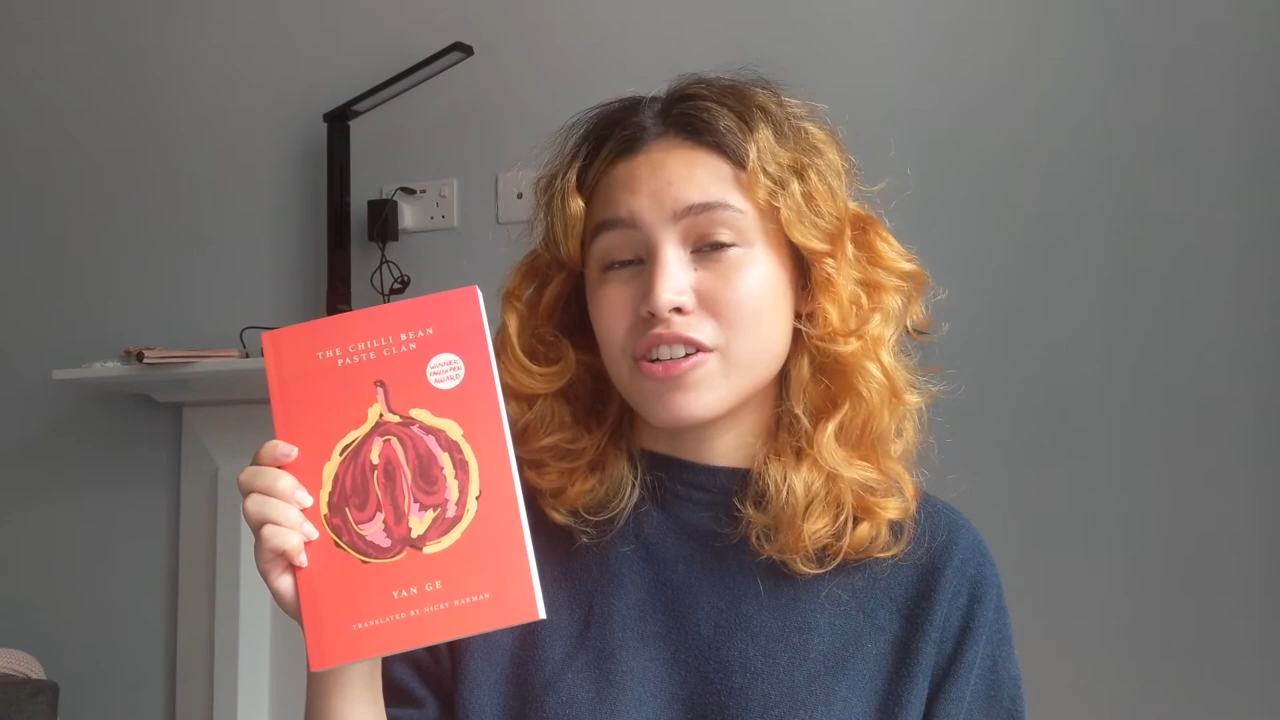 THE CHILLI BEAN
PASTE CLAN
WINNER
ENGLISH PEN
AWARD
YAN GE
TRANSLATED BY NICKY HARMAN